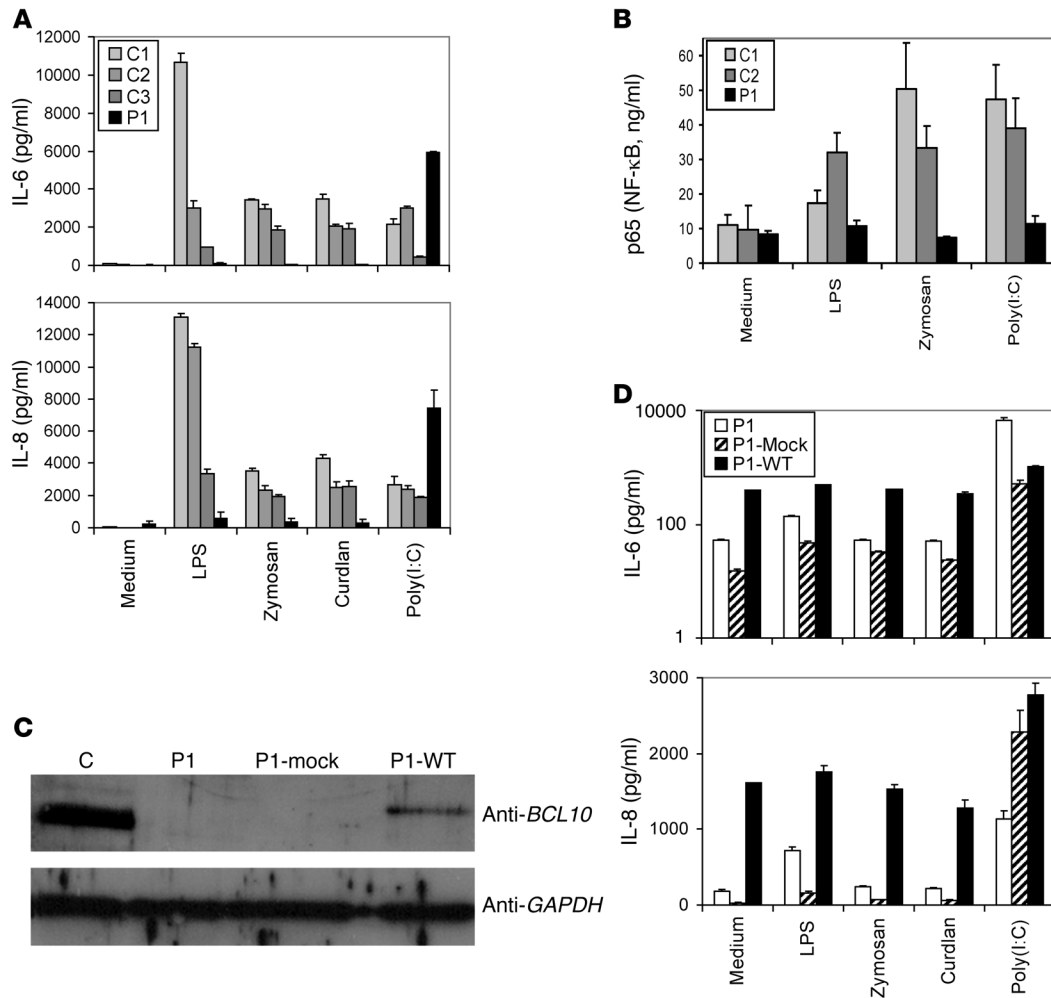 A
12000
10000
8000
6000
4000
2000
0
IL-6 (pg/ml)
C1
C2
C3
P1
14000
12000
10000
8000
6000
4000
2000
0
IL-8 (pg/ml)
Medium
LPS
Zymosan
Curdlan
Poly(I:C)
B
60
50
40
30
20
10
0
p65 (NF-κB, ng/ml)
C1
C2
P1
Medium
LPS
Zymosan
Poly(I:C)
C
C P1 P1-mock P1-WT
Anti-BCL10
Anti-GAPDH
D
10000
100
1
IL-6 (pg/ml)
P1
P1-Mock
P1-WT
3000
2000
1000
0
IL-8 (pg/ml)
Medium
LPS
Zymosan
Curdlan
Poly(I:C)